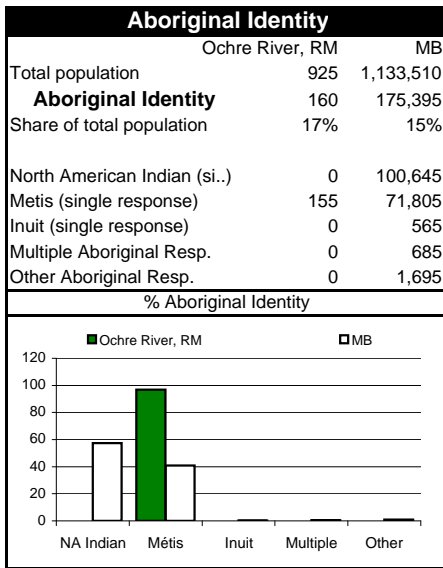 Aboriginal Identity
Ochre River, RM MB
Total population 925 1,133,510
Aboriginal Identity 160 175,395
Share of total population 17% 15%
North American Indian (si..) 0 100,645
Metis (single response) 155 71,805
Inuit (single response) 0 565
Multiple Aboriginal Resp. 0 685
Other Aboriginal Resp. 0 1,695
% Aboriginal Identity
Ochre River, RM MB
120
100
80
60
40
20
0
NA Indian Métis Inuit Multiple Other